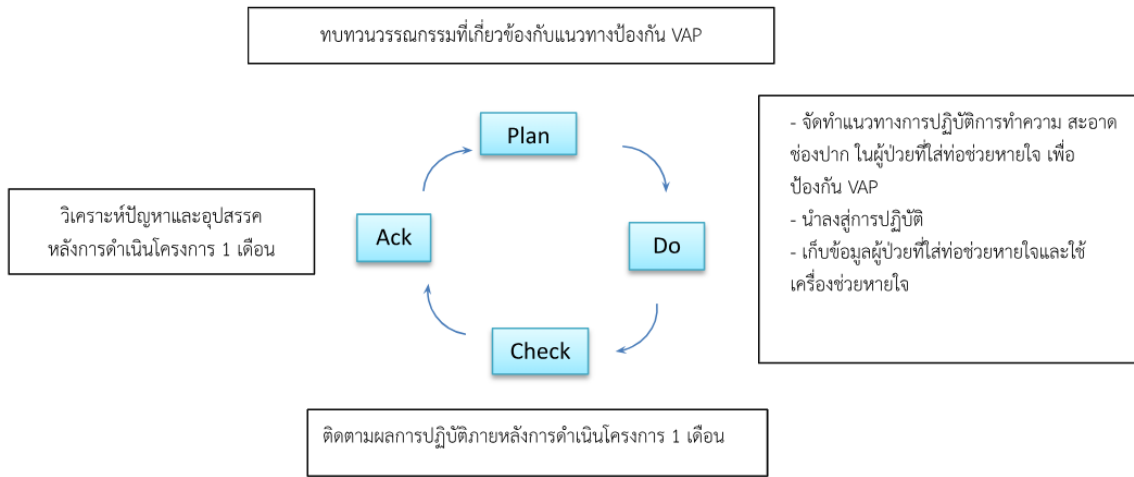 ทบทวนวรรณกรรมที่เกี่ยวข้องกับแนวทางป้องกัน VAP
Plan
- จัดทำแนวทางการปฏิบัติการทำความ สะอาด
ช่องปาก ในผู้ป่วยที่ใส่ท่อช่วยหายใจ เพื่อ
ป้องกัน VAP
- นำลงสู่การปฏิบัติ
- เก็บข้อมูลผู้ป่วยที่ใส่ท่อช่วยหายใจและใช้
เครื่องช่วยหายใจ
วิเคราะห์ปัญหาและอุปสรรค
หลังการดำเนินโครงการ 1 เดือน
Ack
Do
Check
ติดตามผลการปฏิบัติภายหลังการดำเนินโครงการ 1 เดือน